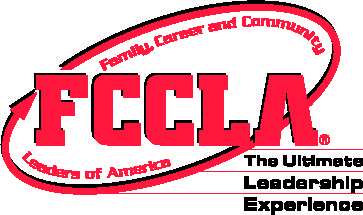 Family, Career and Community
FCCLA®
Leaders of America
The Ultimate
Leadership
Experience